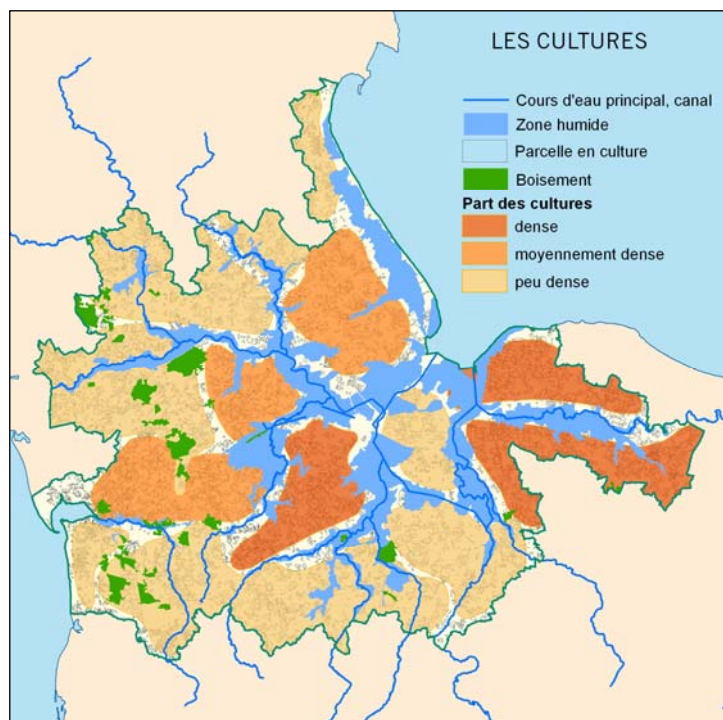 LES CULTURES
Cours d'eau principal, canal
Zone humide
Parcelle en culture
Boisement
Part des cultures
dense
moyennement dense
peu dense